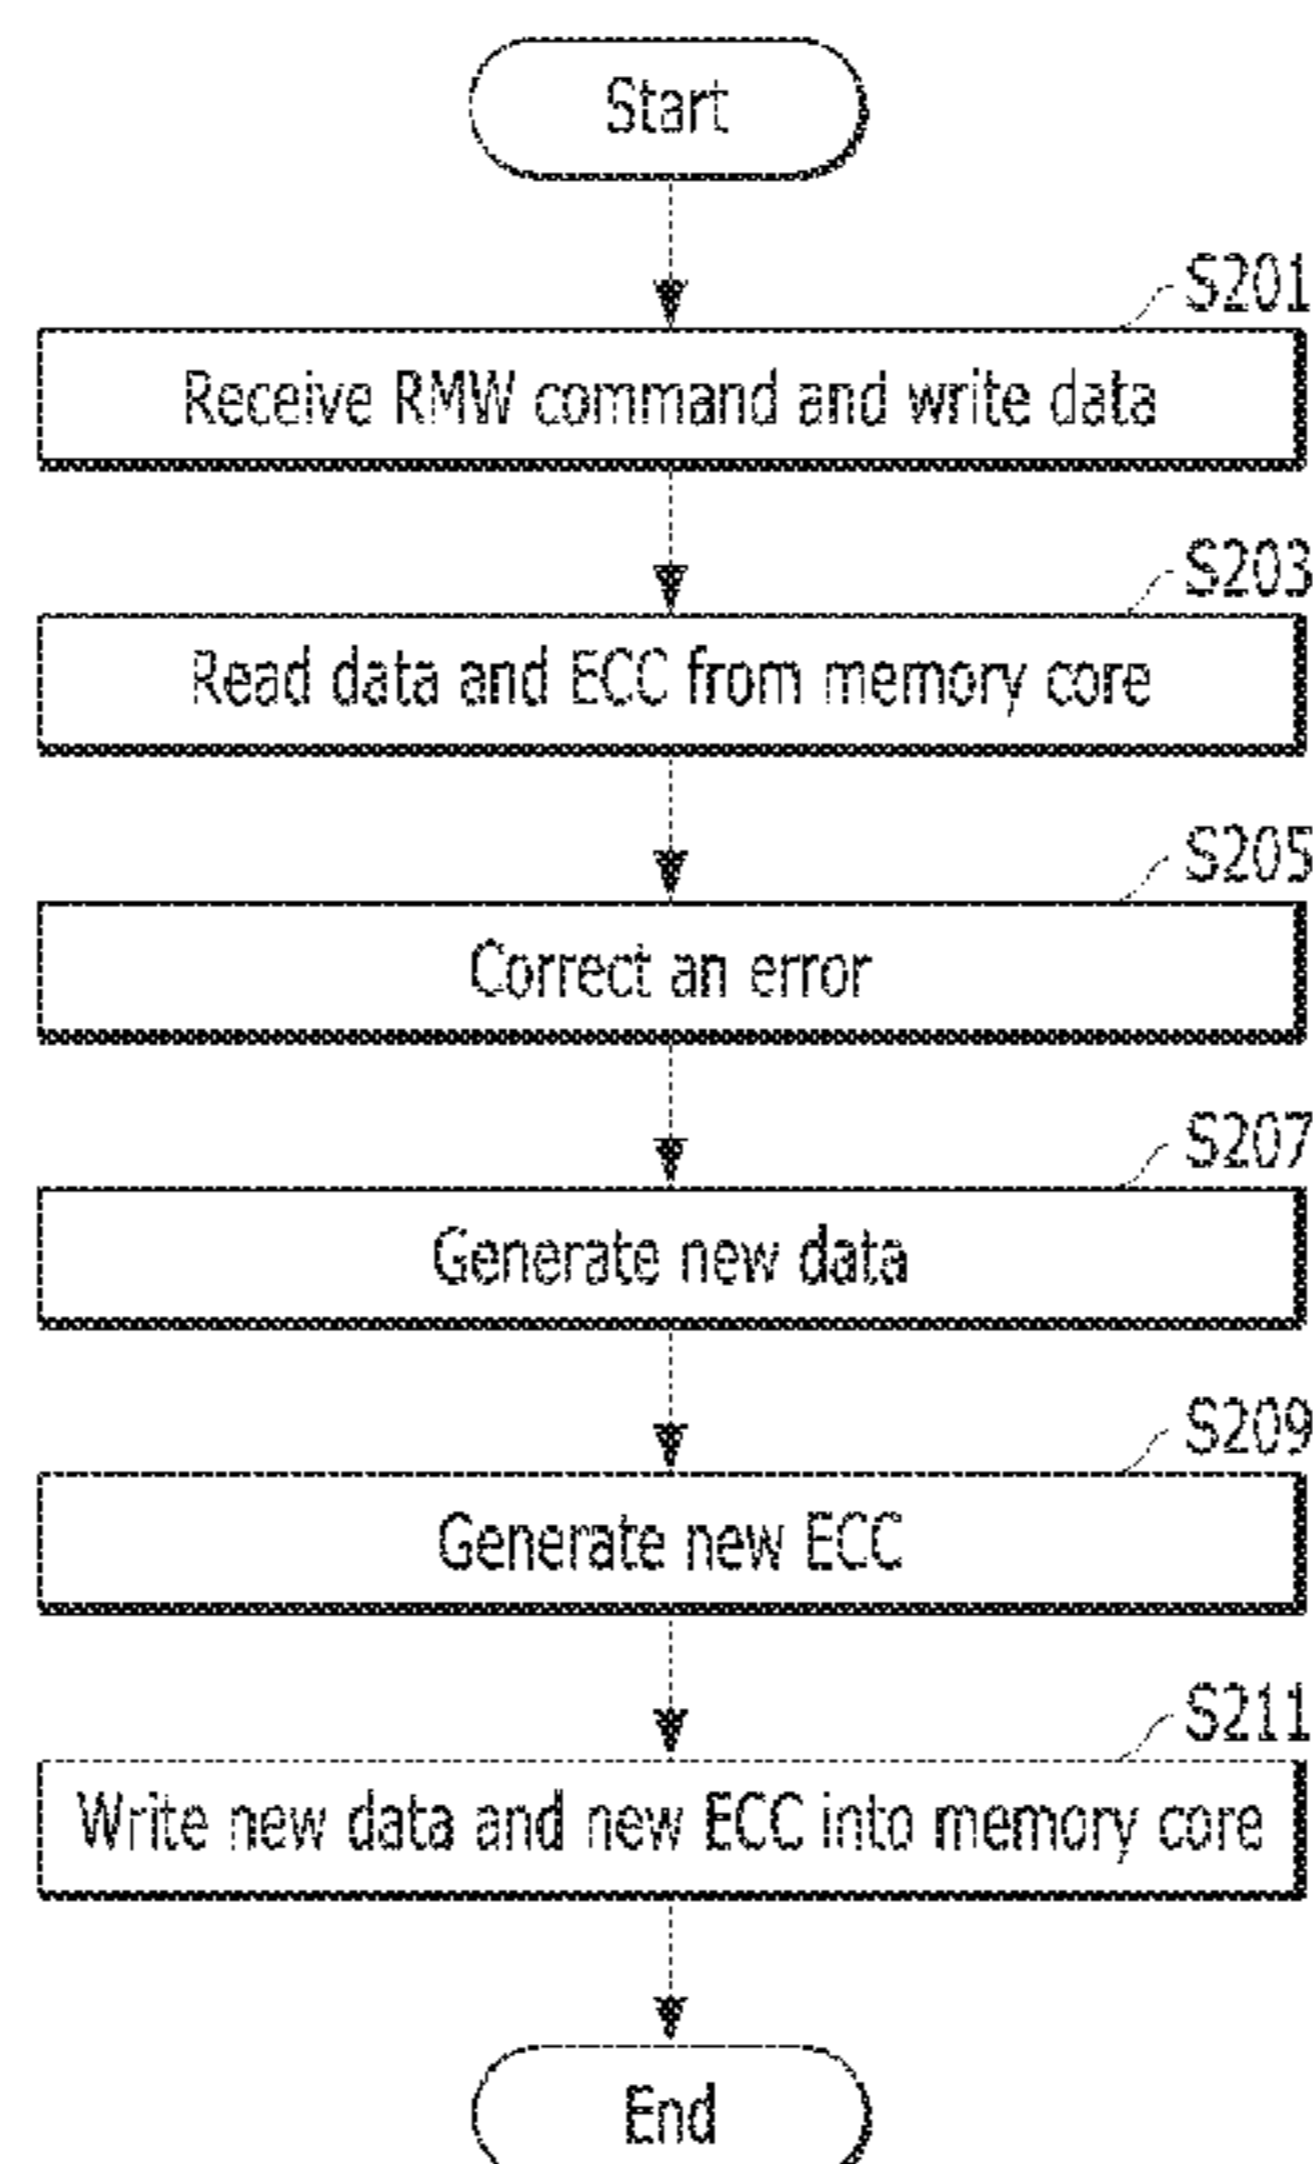 Start
S201
Receive RMW command and write data
S203
Read data and ECC from memory core
S205
Correct an error
S207
Generate new data
S209
Generate new ECC
S211
Write new data and new ECC into memory core
End